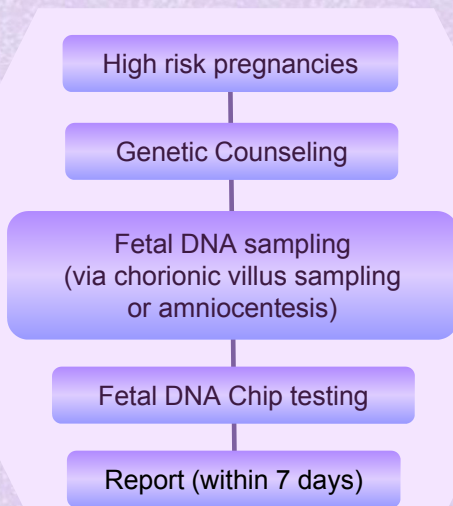 High risk pregnancies
Genetic Counseling
Fetal DNA sampling
(via chorionic villus sampling
or amniocentesis)
Fetal DNA Chip testing
Report (within 7 days)